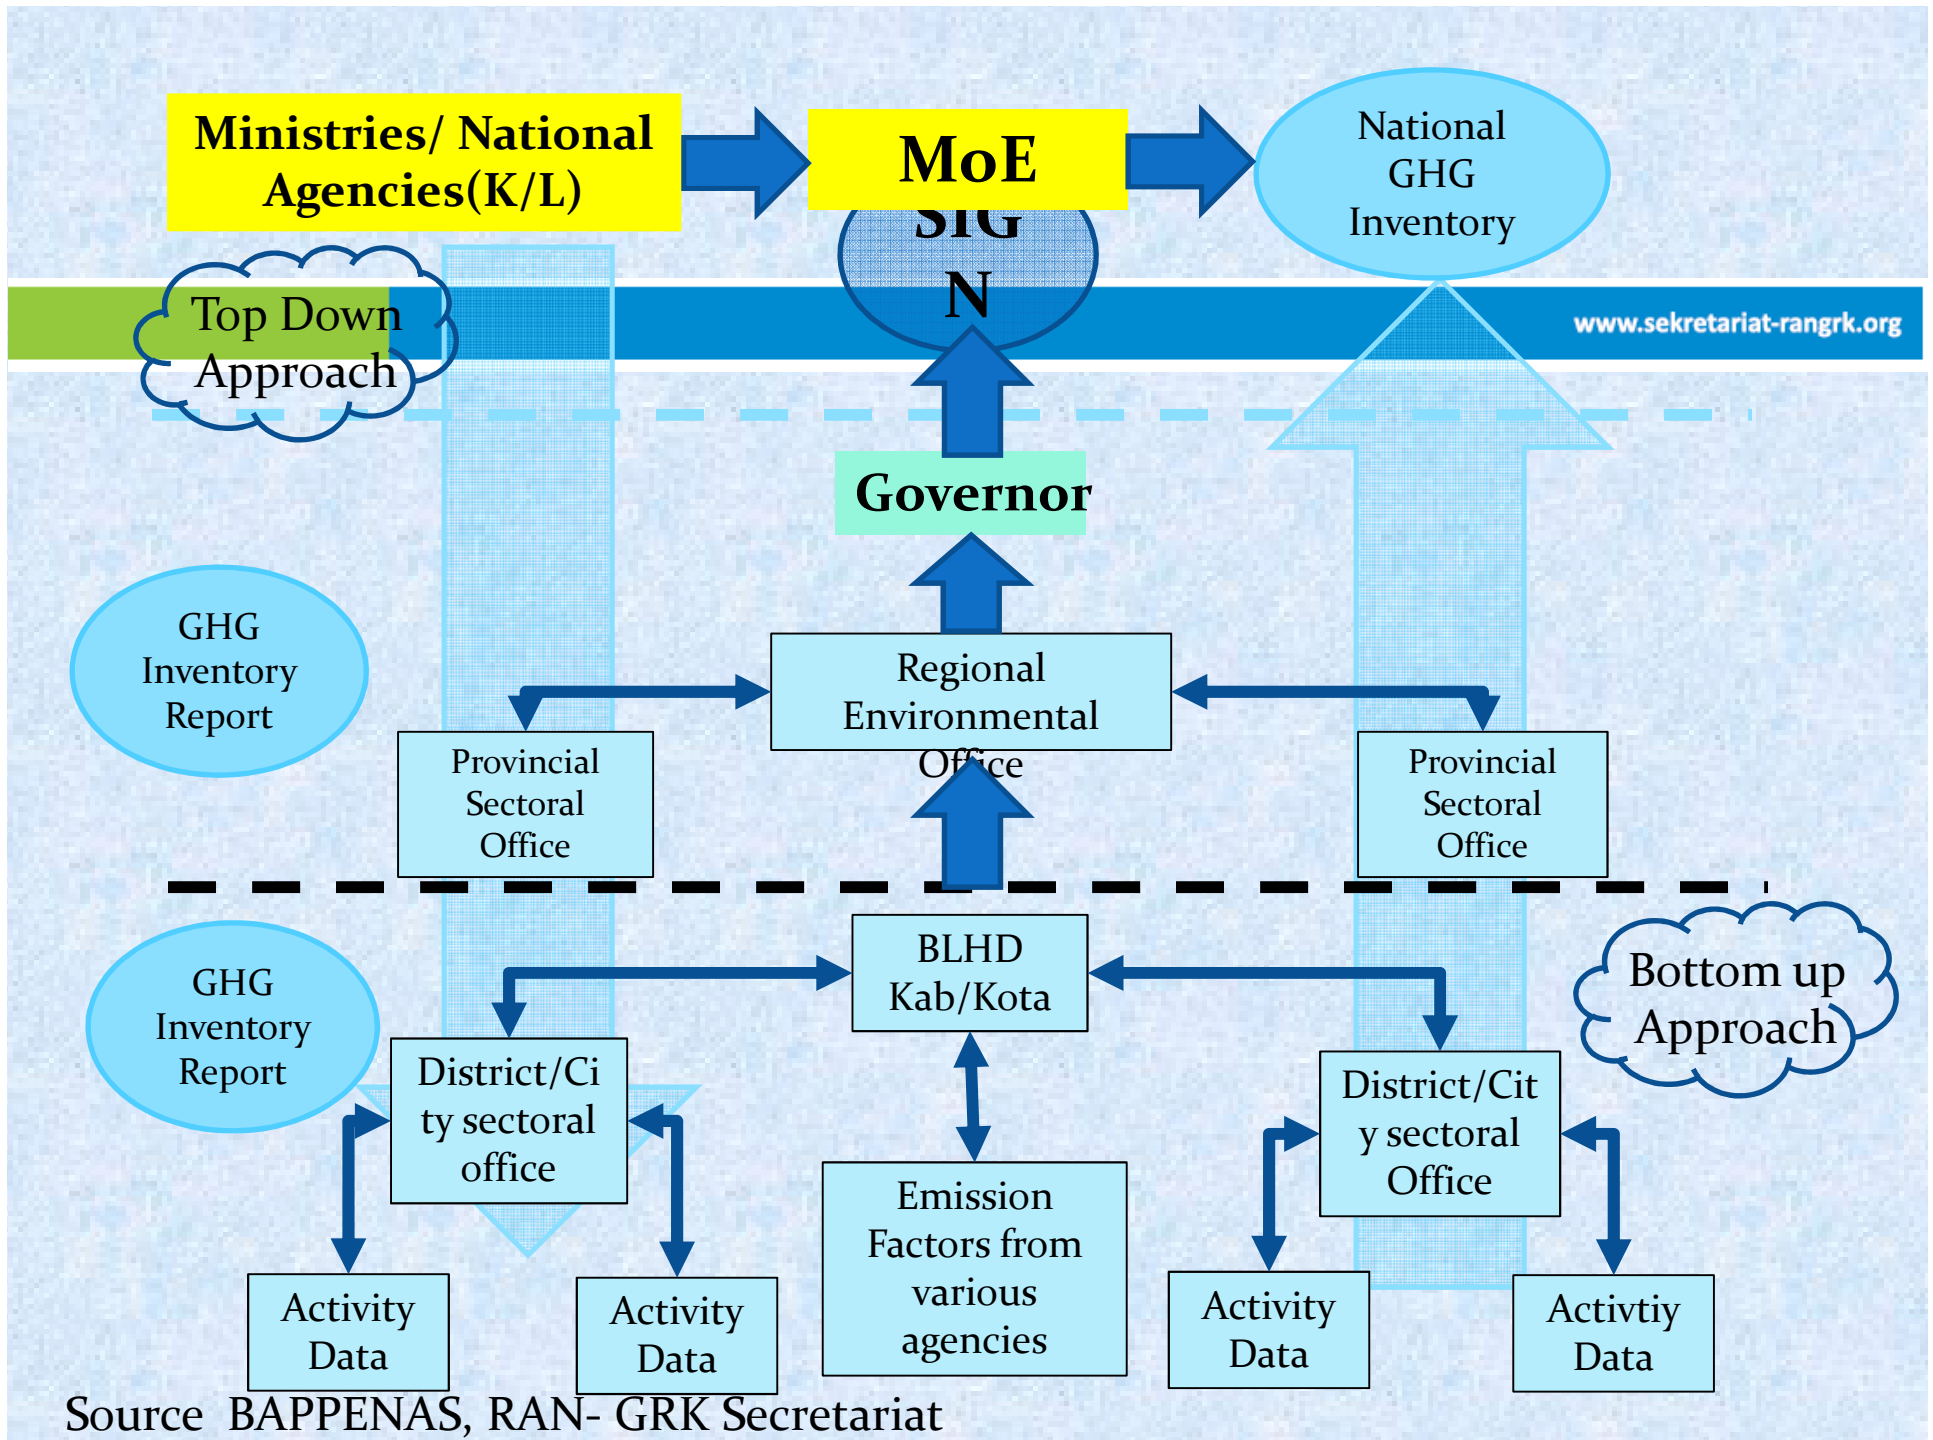 Ministries/ National
Agencies(K/L)
MoE
SIG
N
National
GHG
Inventory
Top Down
Approach
www.sekretariat-rangrk.org
Governor
GHG
Inventory
Report
Regional
Environmental
Office
Provincial
Sectoral
Office
Provincial
Sectoral
Office
GHG
Inventory
Report
BLHD
Kab/Kota
Bottom up
Approach
District/Ci
ty sectoral
office
District/Cit
y sectoral
Office
Emission
Factors from
various
agencies
Activity
Data
Activity
Data
Activity
Data
Activtiy
Data
Source BAPPENAS, RAN- GRK Secretariat